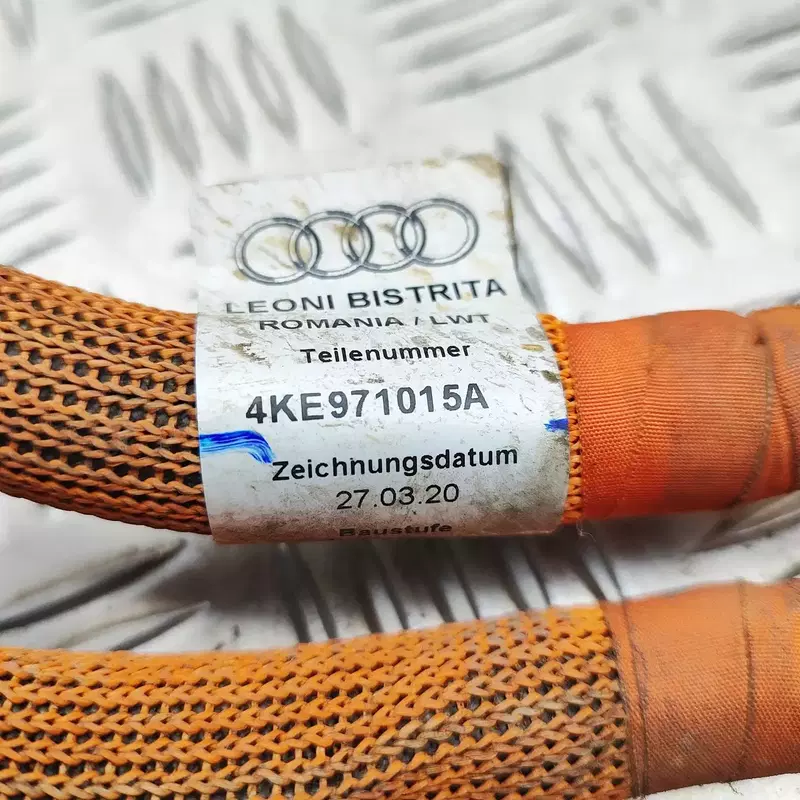 LEONI BISTRITA
ROMANIA / LWT
Teilenummer
4KE971015A
Zeichnungsdatum
27.03.20
Baustufe